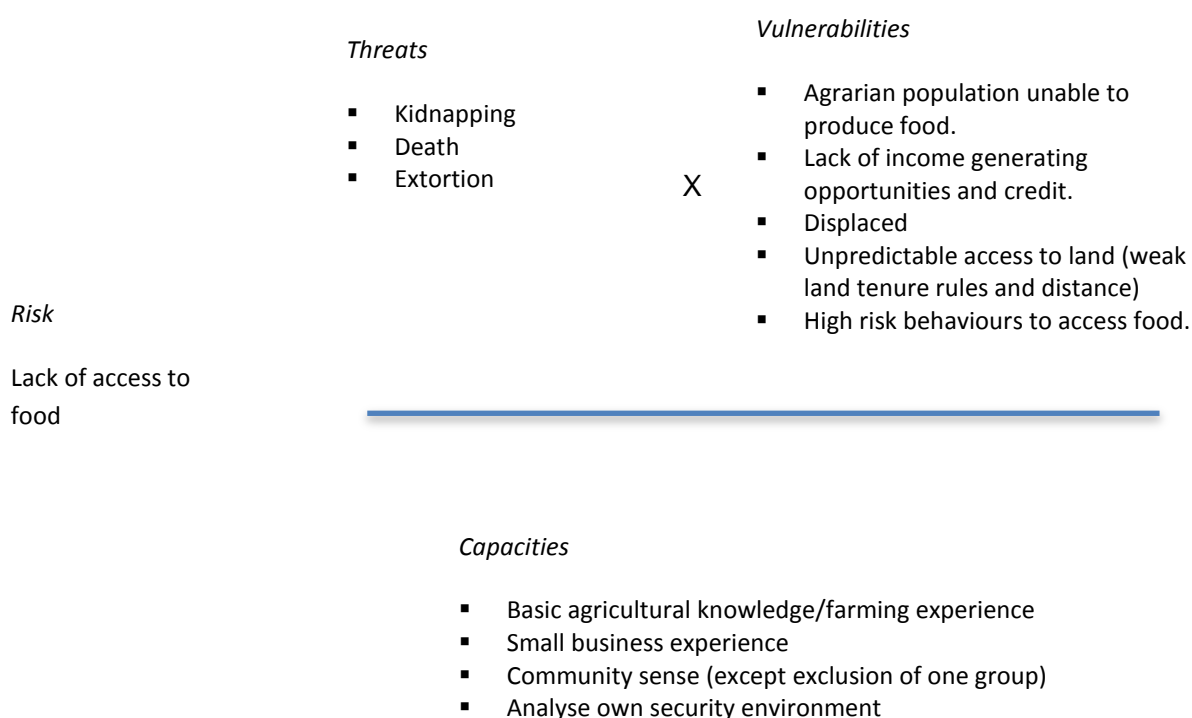 Threats
▪ Kidnapping
▪ Death
▪ Extortion
X
Vulnerabilities
▪ Agrarian population unable to
produce food.
▪ Lack of income generating
opportunities and credit.
▪ Displaced
▪ Unpredictable access to land (weak
land tenure rules and distance)
▪ High risk behaviours to access food.
Risk
Lack of access to
food
Capacities
▪ Basic agricultural knowledge/farming experience
▪ Small business experience
▪ Community sense (except exclusion of one group)
▪ Analyse own security environment